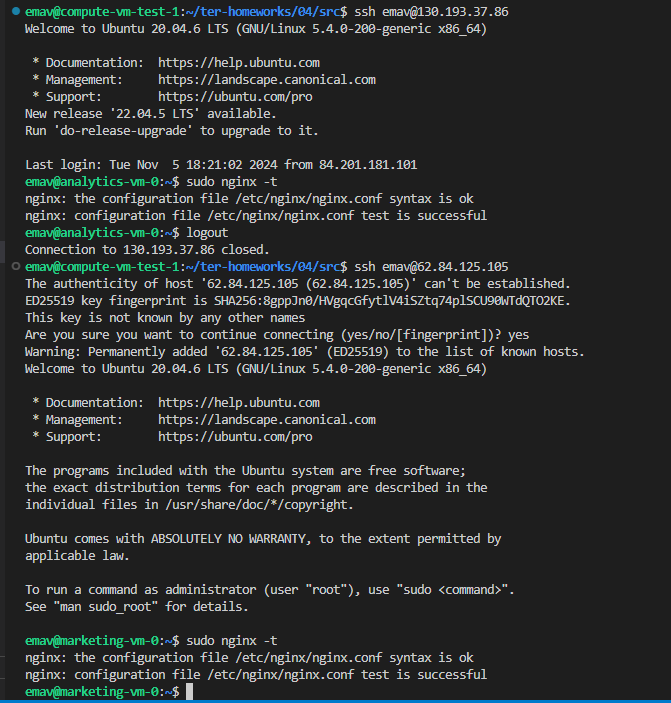 emav@compute-vm-test-1:~/ter-homeworks/04/src$ ssh emav@130.193.37.86
Welcome to Ubuntu 20.04.6 LTS (GNU/Linux 5.4.0-200-generic x86_64)
* Documentation:  https://help.ubuntu.com
* Management:     https://landscape.canonical.com
* Support:        https://ubuntu.com/pro
New release '22.04.5 LTS' available.
Run 'do-release-upgrade' to upgrade to it.
Last login: Tue Nov  5 18:21:02 2024 from 84.201.181.101
emav@analytics-vm-0:~$ sudo nginx -t
nginx: the configuration file /etc/nginx/nginx.conf syntax is ok
nginx: configuration file /etc/nginx/nginx.conf test is successful
emav@analytics-vm-0:~$ logout
Connection to 130.193.37.86 closed.
emav@compute-vm-test-1:~/ter-homeworks/04/src$ ssh emav@62.84.125.105
The authenticity of host '62.84.125.105 (62.84.125.105)' can't be established.
ED25519 key fingerprint is SHA256:8gppJn0/HVgqcGfytlV4iSZtq74plSCU90WTdQTO2KE.
This key is not known by any other names
Are you sure you want to continue connecting (yes/no/[fingerprint])? yes
Warning: Permanently added '62.84.125.105' (ED25519) to the list of known hosts.
Welcome to Ubuntu 20.04.6 LTS (GNU/Linux 5.4.0-200-generic x86_64)
* Documentation:  https://help.ubuntu.com
* Management:     https://landscape.canonical.com
* Support:        https://ubuntu.com/pro
The programs included with the Ubuntu system are free software;
the exact distribution terms for each program are described in the
individual files in /usr/share/doc/*/copyright.
Ubuntu comes with ABSOLUTELY NO WARRANTY, to the extent permitted by
applicable law.
To run a command as administrator (user "root"), use "sudo <command>".
See "man sudo_root" for details.
emav@marketing-vm-0:~$ sudo nginx -t
nginx: the configuration file /etc/nginx/nginx.conf syntax is ok
nginx: configuration file /etc/nginx/nginx.conf test is successful
emav@marketing-vm-0:~$